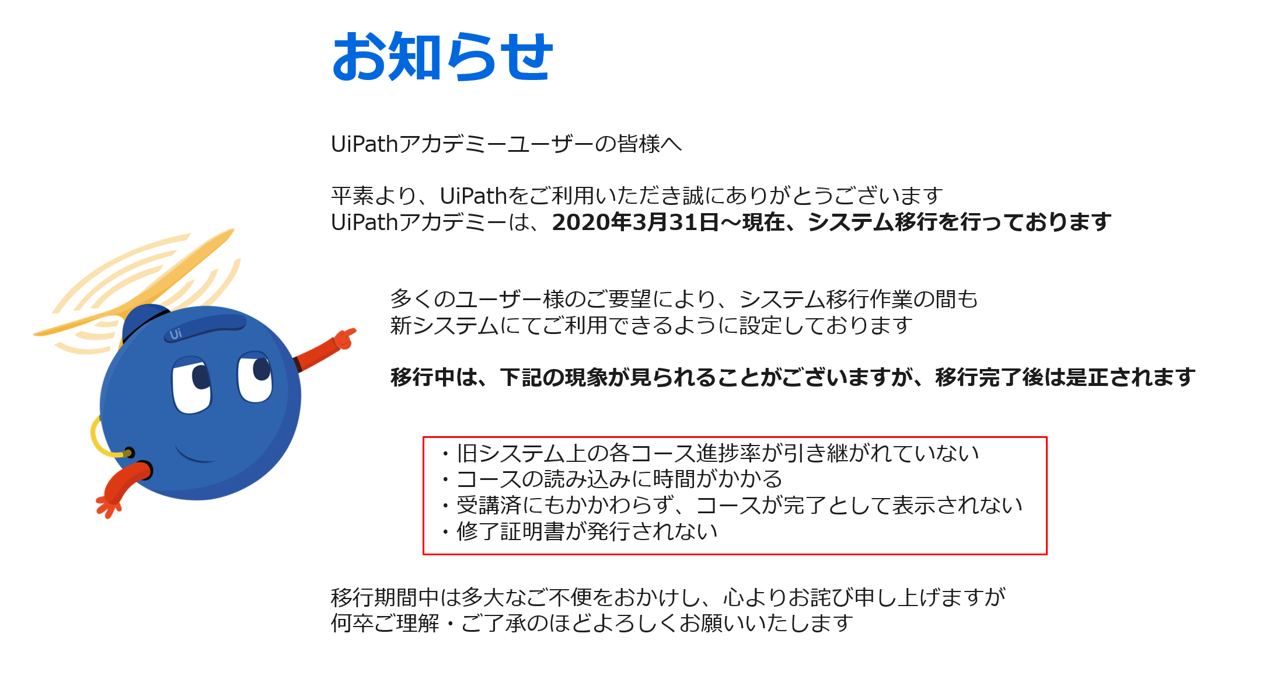 お知らせ
UiPathアカデミーユーザーの皆様へ
平素より、UiPathをご利用いただき誠にありがとうございます
UiPathアカデミーは、2020年3月31日～現在、システム移行を行っております
多くのユーザー様のご要望により、システム移行作業の間も
新システムにてご利用できるように設定しております
Ui
移行中は、下記の現象が見られることがございますが、移行完了後は是正されます
・旧システム上の各コース進捗率が引き継がれていない
・コースの読み込みに時間がかかる
・受講済にもかかわらず、コースが完了として表示されない
・修了証明書が発行されない
移行期間中は多大なご不便をおかけし、心よりお詫び申し上げますが
何卒ご理解・ご了承のほどよろしくお願いいたします